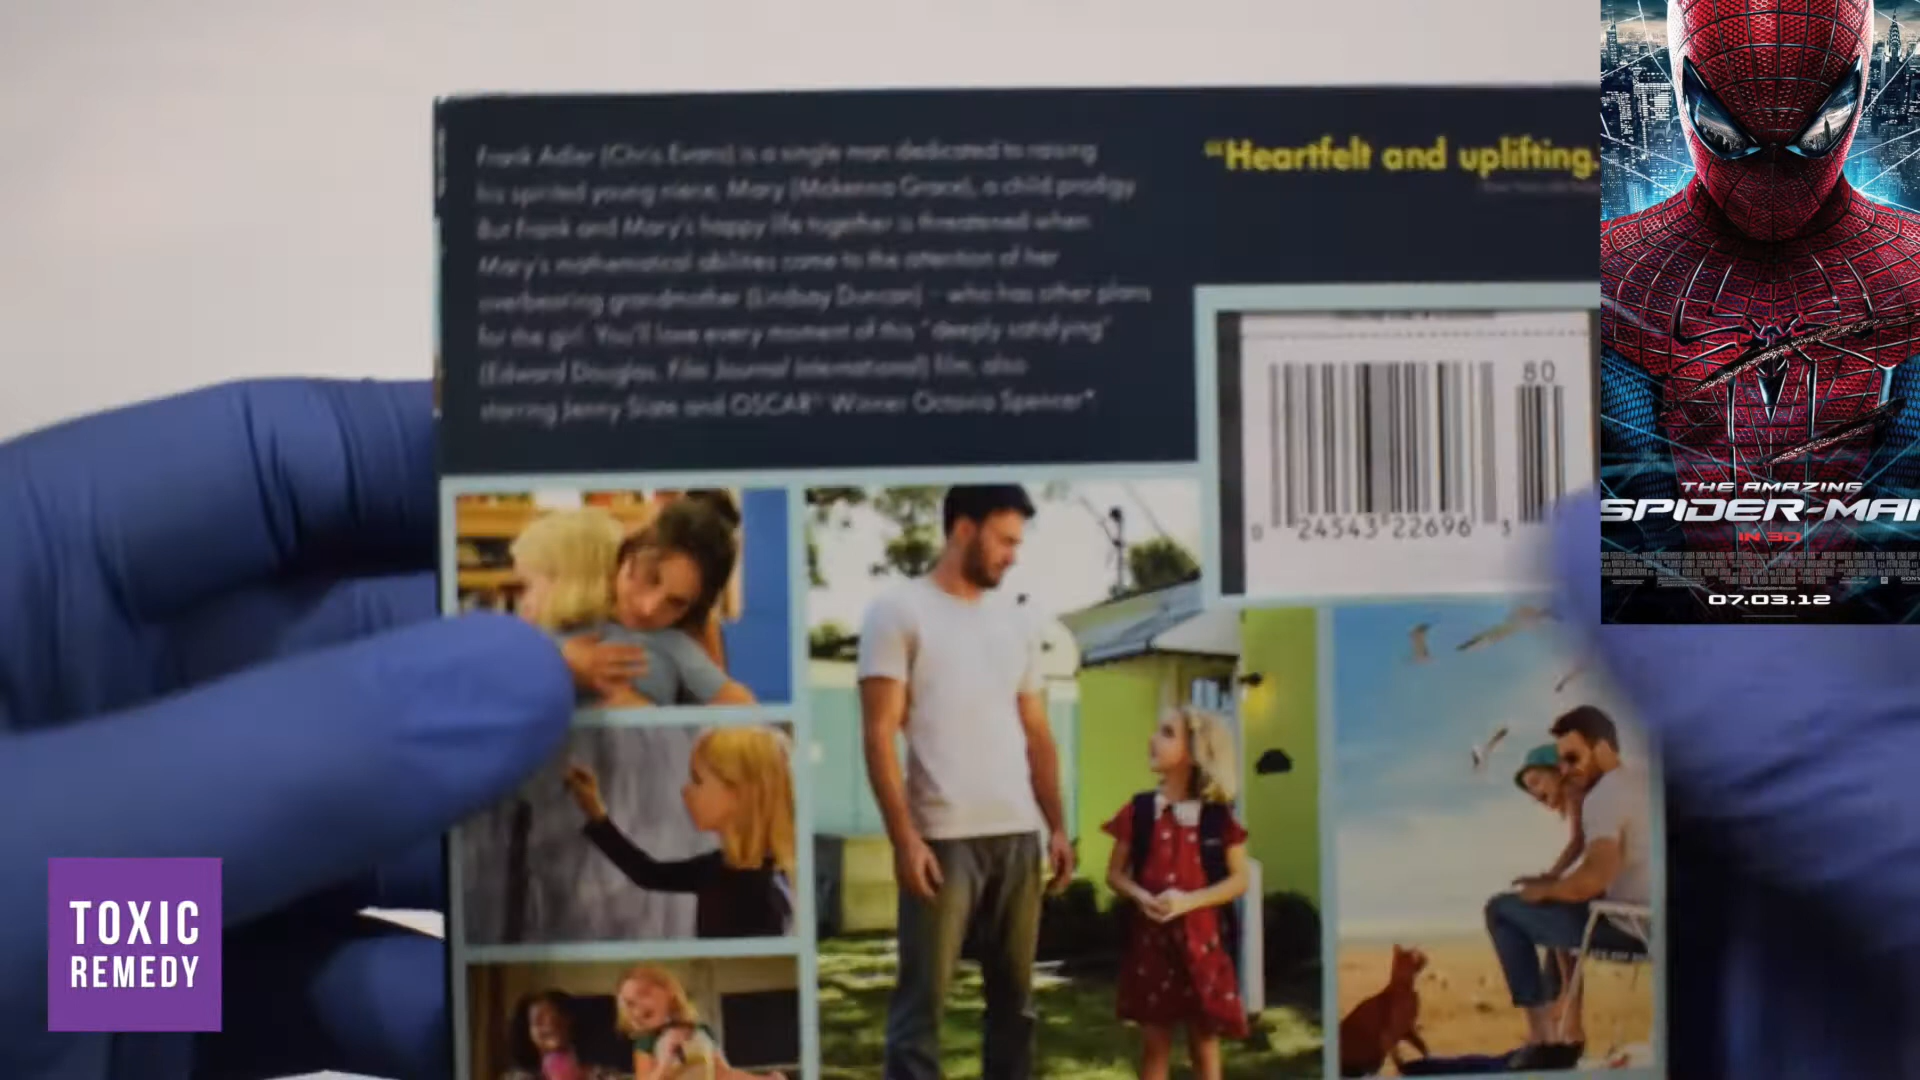 Frank Adler (Chris Evans) is a single man dedicated to raising
his spirited young niece, Mary (Mckenna Grace), a child prodigy.
But Frank and Mary's happy life together is threatened when
Mary's mathematical abilities come to the attention of her
overbearing grandmother (Lindsay Duncan) – who has other plans
for the girl. You'll love every moment of this "deeply satisfying"
(Edward Douglas, Film Journal International) film, also
starring Jenny Slate and OSCAR® Winner Octavia Spencer*
"Heartfelt and uplifting.
80
0 24543 22696 3
THE AMAZING
SPIDER-MAN
IN 3D
07.03.12
TOXIC
REMEDY